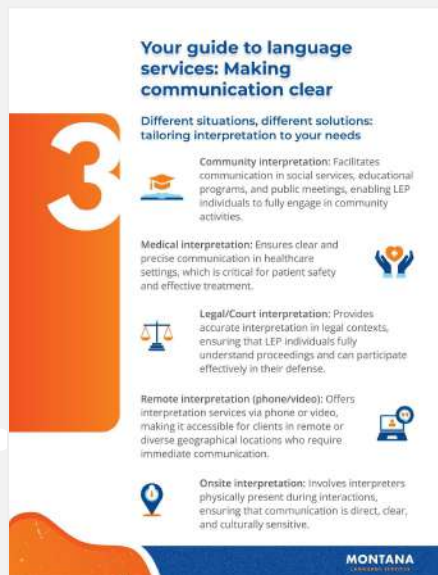 Your guide to language
services: Making
communication clear
Different situations, different solutions:
tailoring interpretation to your needs
3
Community interpretation: Facilitates
communication in social services, educational
programs, and public meetings, enabling LEP
individuals to fully engage in community
activities.
Medical interpretation: Ensures clear and
precise communication in healthcare
settings, which is critical for patient safety
and effective treatment.
Legal/Court interpretation: Provides
accurate interpretation in legal contexts,
ensuring that LEP individuals fully
understand proceedings and can participate
effectively in their defense.
Remote interpretation (phone/video): Offers
interpretation services via phone or video,
making it accessible for clients in remote or
diverse geographical locations who require
immediate communication.
Onsite interpretation: Involves interpreters
physically present during interactions,
ensuring that communication is direct, clear,
and culturally sensitive.
MONTANA
LANGUAGE SERVICES